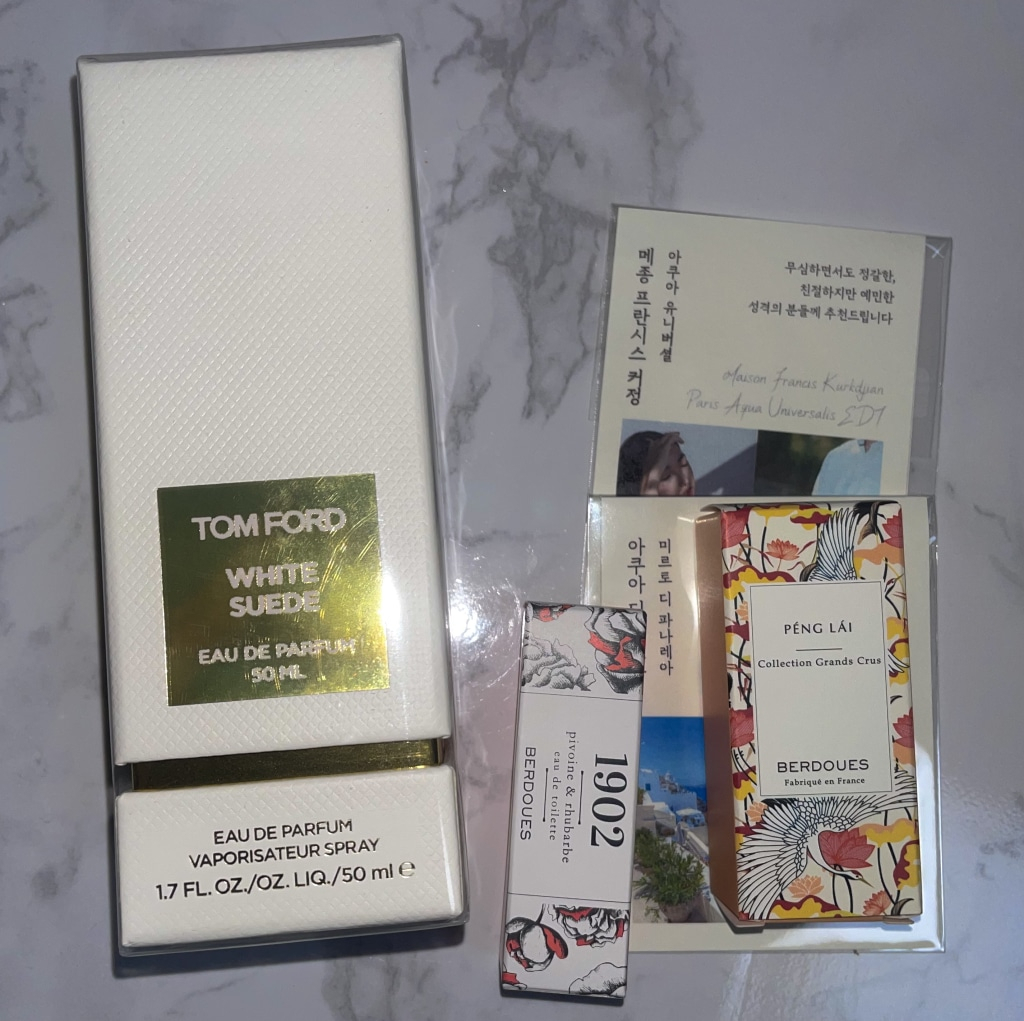 TOM FORD
WHITE
SUEDE
EAU DE PARFUM
50 ML
EAU DE PARFUM
VAPORISATEUR SPRAY
1.7 FL. OZ./OZ. LIQ./50 ml ℮
무심하면서도 정갈한,
친절하지만 예민한
성격의 분들께 추천드립니다
아쿠아 유니버셜
메종 프란시스 커정
Maison Francis Kurkdjian
Paris Aqua Universalis EDT
미르토 디 파나레아
아쿠아
1902
pivoine & rhubarbe
eau de toilette
BERDOUES
PÉNG LÁI
Collection Grands Crus
BERDOUES
Fabriqué en France